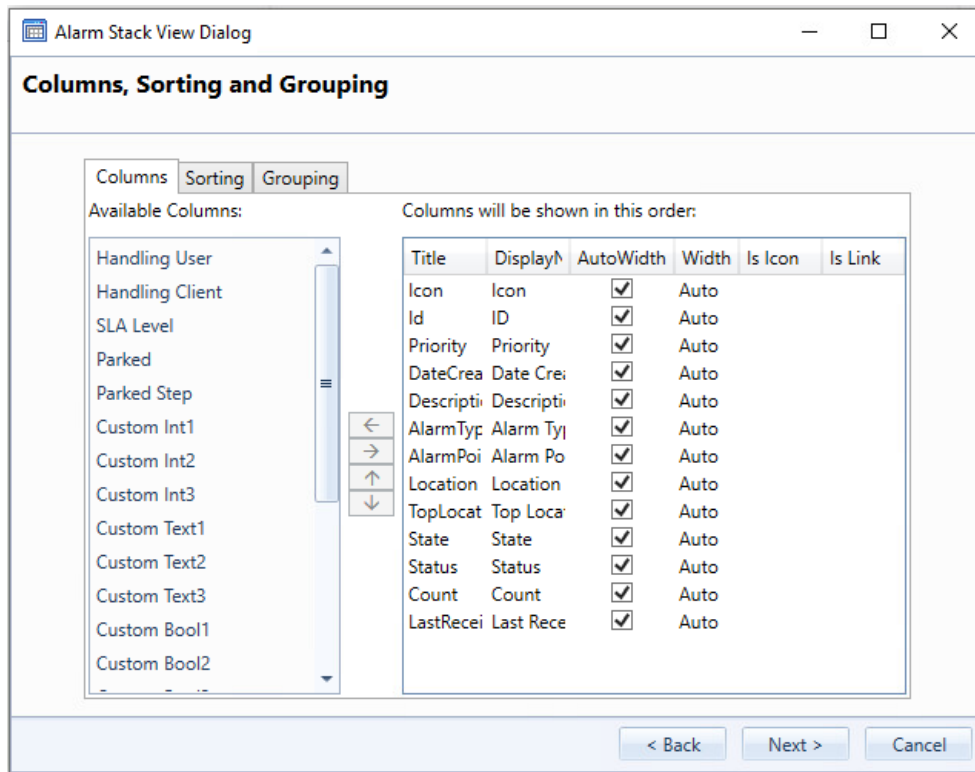 Alarm Stack View Dialog
Columns, Sorting and Grouping
Columns Sorting Grouping
Available Columns:
Handling User
Handling Client
SLA Level
Parked
Parked Step
Custom Int1
Custom Int2
Custom Int3
Custom Text1
Custom Text2
Custom Text3
Custom Bool1
Custom Bool2
Columns will be shown in this order:
Title DisplayN AutoWidth Width Is Icon Is Link
Icon Icon Auto
Id ID Auto
Priority Priority Auto
DateCrea Date Crea Auto
Descripti Descripti Auto
AlarmTyp Alarm Typ Auto
AlarmPoi Alarm Po Auto
Location Location Auto
TopLocat Top Loca Auto
State State Auto
Status Status Auto
Count Count Auto
LastRecei Last Rece Auto
< Back Next > Cancel